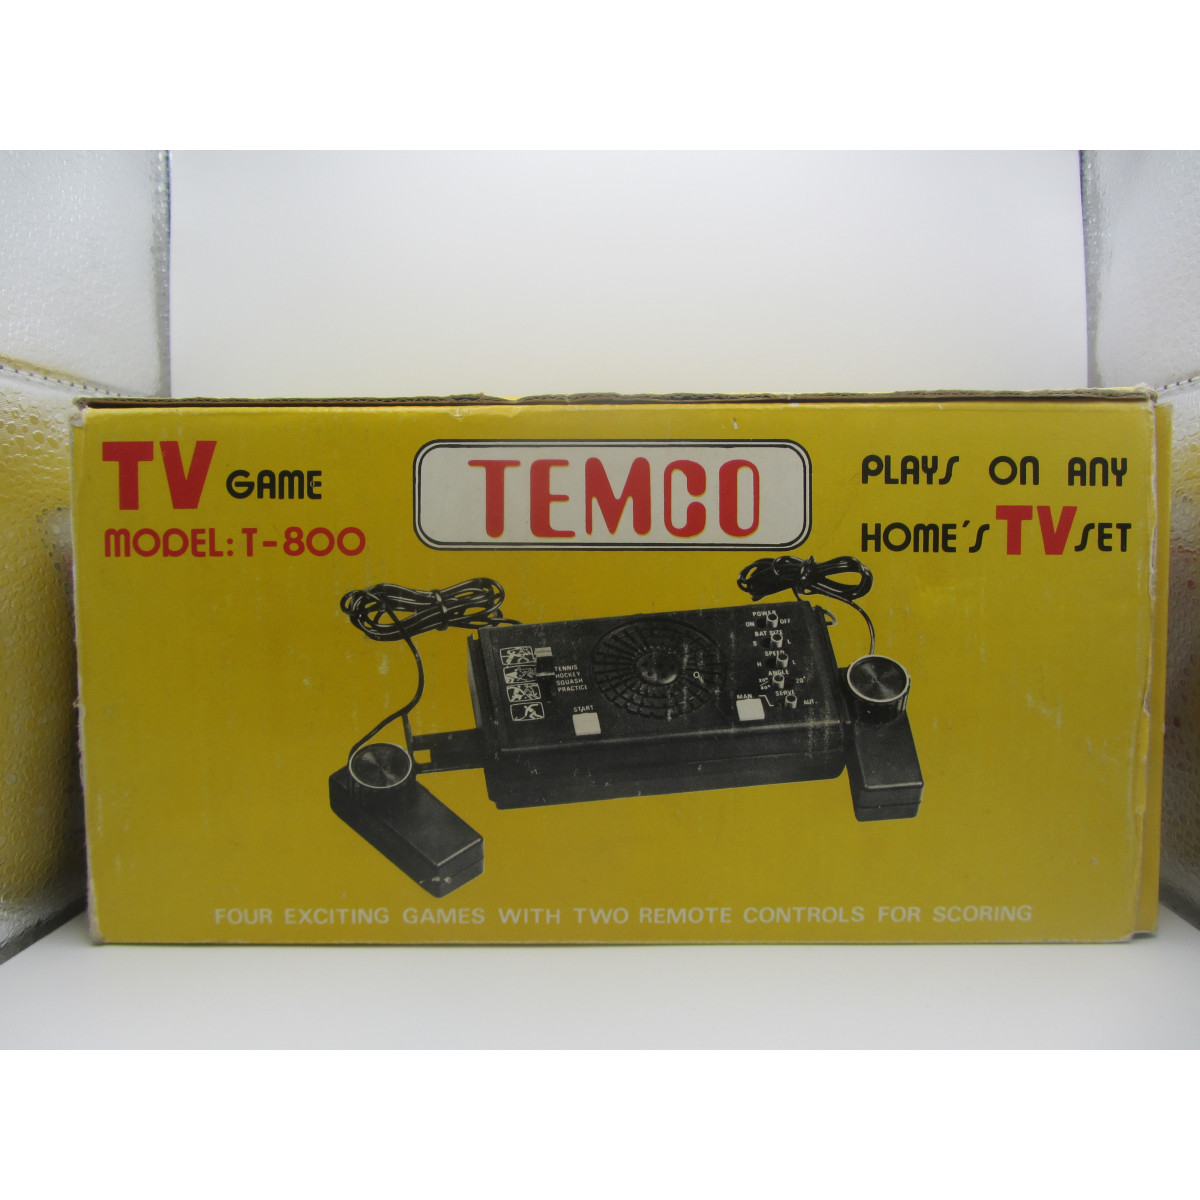 TV GAME
MODEL: T-800
TEMCO
PLAYS ON ANY
HOME'S TV SET
POWER
ON OFF
BAT SIZE
S L
SPEED
H L
ANGLE
20°
SERVE
MAN AUT.
TENNIS
HOCKEY
SQUASH
PRACTICE
START
FOUR EXCITING GAMES WITH TWO REMOTE CONTROLS FOR SCORING